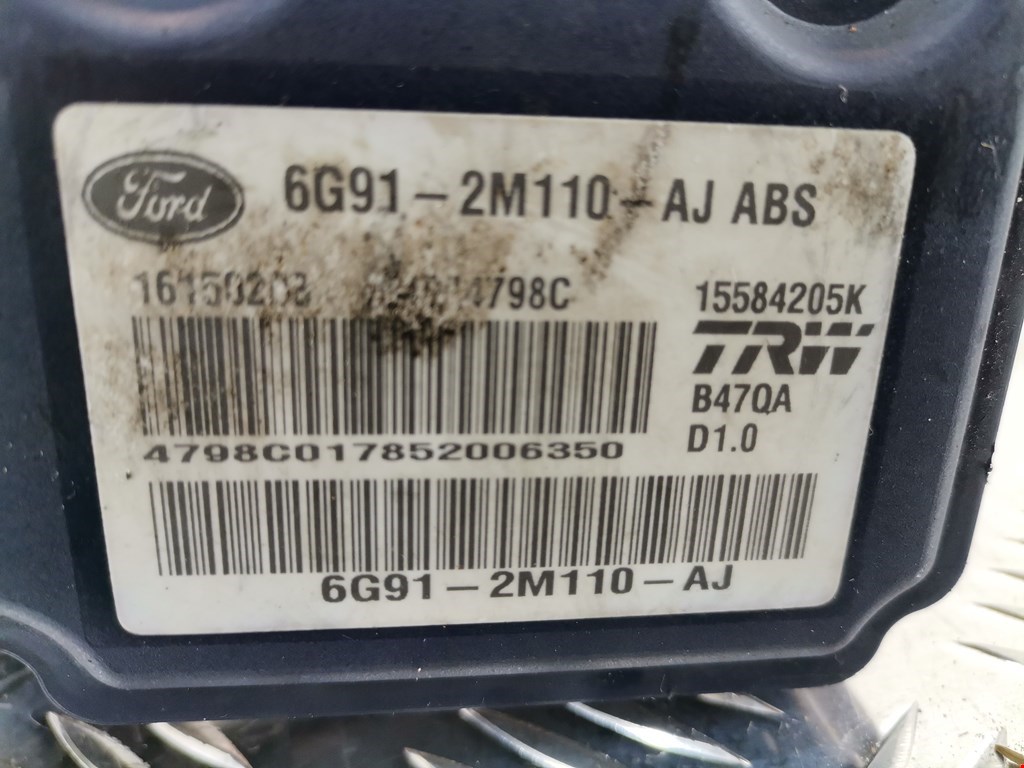 Ford 6G91-2M110-AJ ABS
15584205K
TRW
B47QA
D1.0
4798C017852006350
6G91-2M110-AJ